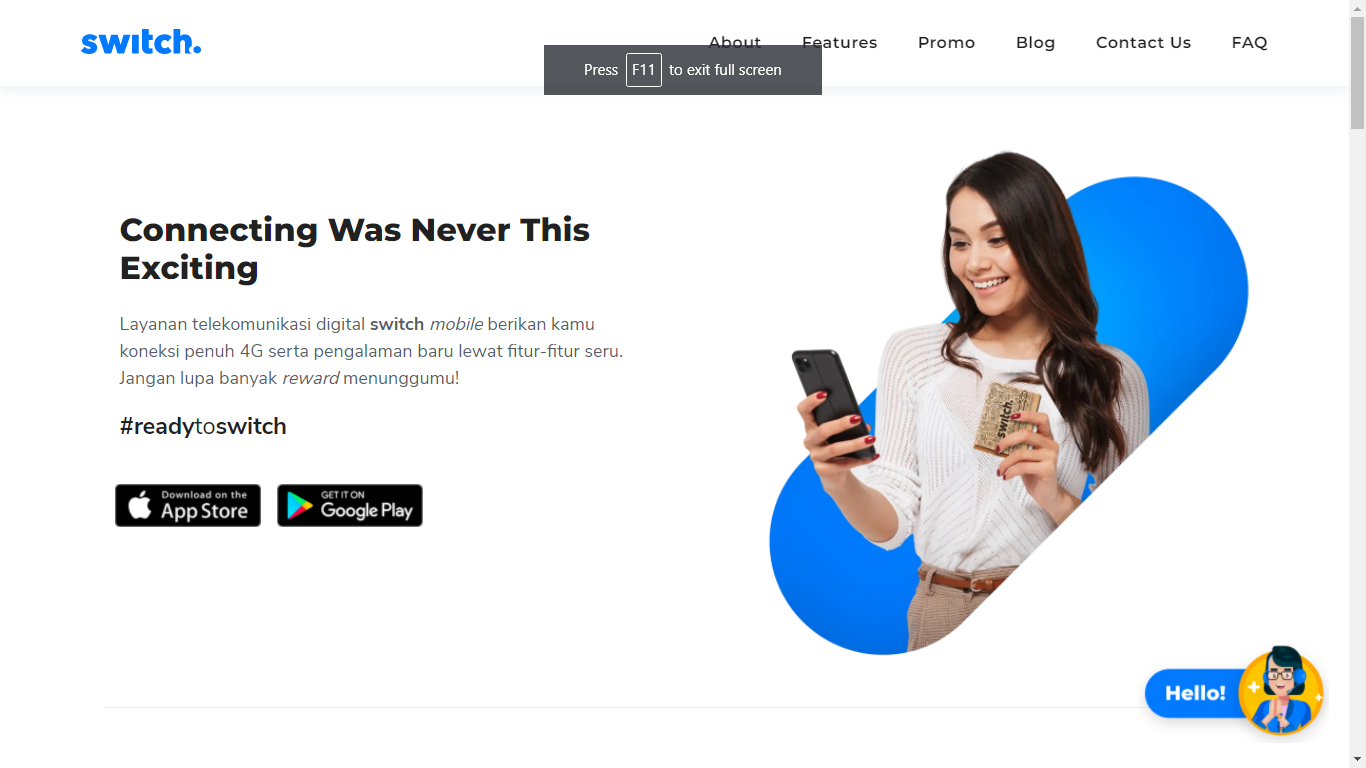 switch.
About Features Promo Blog Contact Us FAQ
Press F11 to exit full screen
Connecting Was Never This
Exciting
Layanan telekomunikasi digital switch mobile berikan kamu
koneksi penuh 4G serta pengalaman baru lewat fitur-fitur seru.
Jangan lupa banyak reward menunggumu!
#readytoswitch
Download on the
App Store
GET IT ON
Google Play
switch.
Hello!